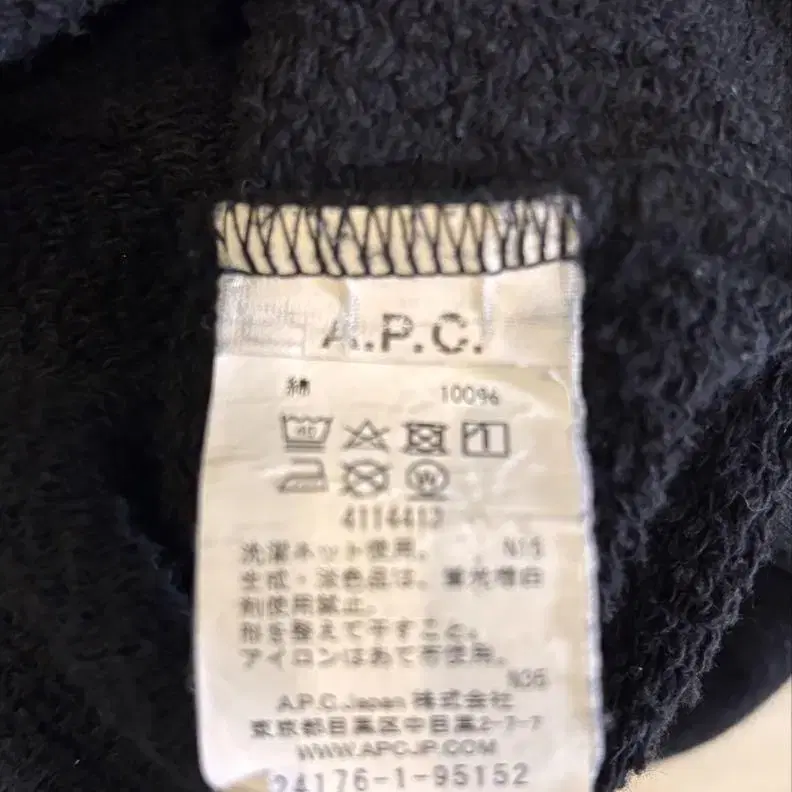 A.P.C.
綿 100%
40
W
4114413
洗濯ネット使用。 N15
生成・淡色品は、蛍光増白
剤使用禁止。
形を整えて干すこと。
アイロンはあて布使用。
N35
A.P.C.Japan 株式会社
東京都目黒区中目黒2-7-7
WWW.APCJP.COM
24176-1-95152